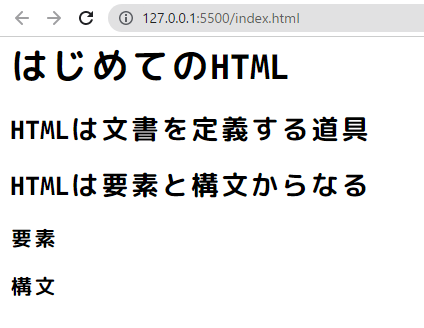 127.0.0.1:5500/index.html
はじめてのHTML
HTMLは文書を定義する道具
HTMLは要素と構文からなる
要素
構文